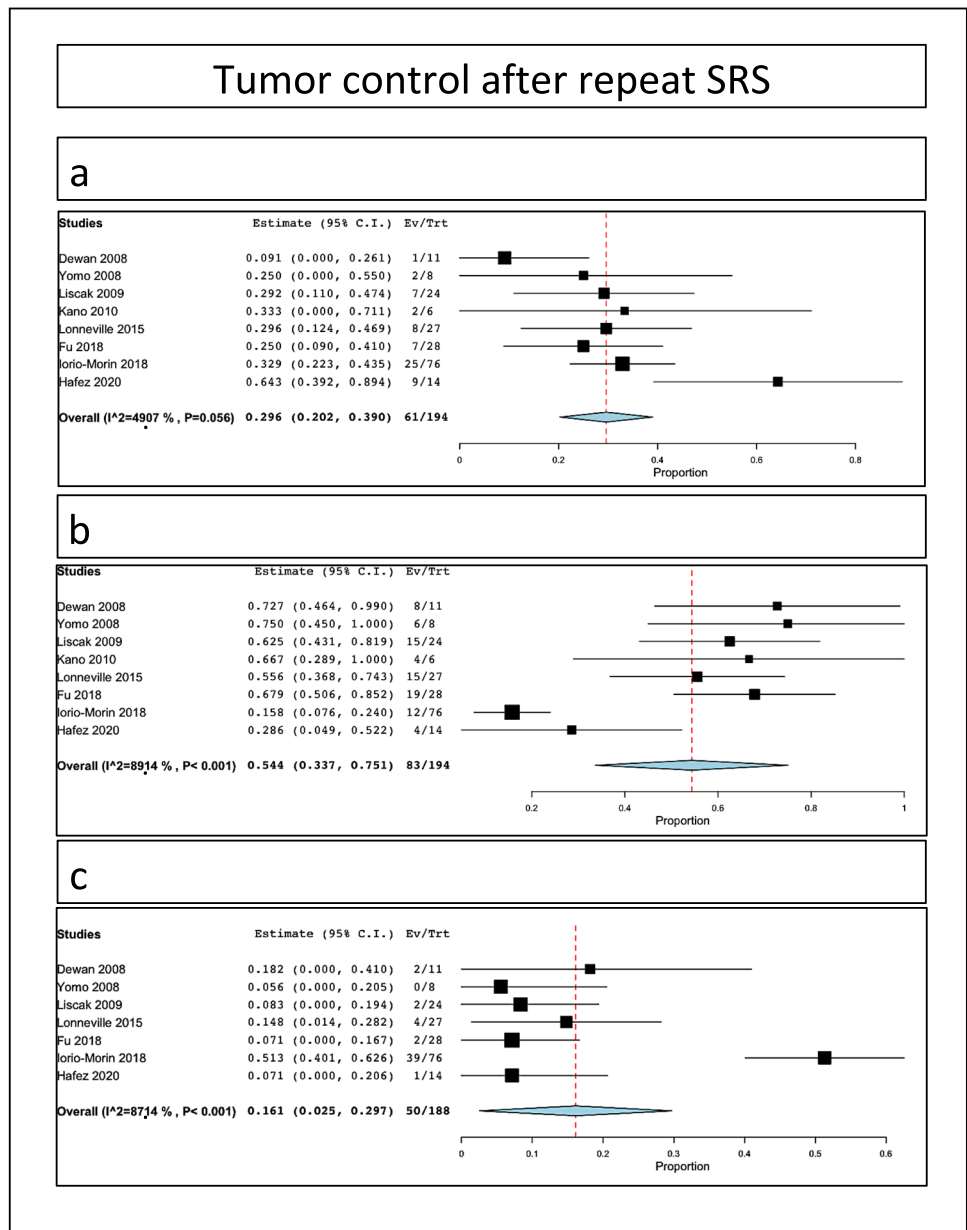 Tumor control after repeat SRS
a
Studies Estimate (95% C.I.) Ev/Trt
Dewan 2008 0.091 (0.000, 0.261) 1/11
Yomo 2008 0.250 (0.000, 0.550) 2/8
Liscak 2009 0.292 (0.110, 0.474) 7/24
Kano 2010 0.333 (0.000, 0.711) 2/6
Lonneville 2015 0.296 (0.124, 0.469) 8/27
Fu 2018 0.250 (0.090, 0.410) 7/28
Iorio-Morin 2018 0.329 (0.223, 0.435) 25/76
Hafez 2020 0.643 (0.392, 0.894) 9/14
Overall (I^2=4907 % , P=0.056) 0.296 (0.202, 0.390) 61/194
0 0.2 0.4 0.6 0.8
Proportion
b
Studies Estimate (95% C.I.) Ev/Trt
Dewan 2008 0.727 (0.464, 0.990) 8/11
Yomo 2008 0.750 (0.450, 1.000) 6/8
Liscak 2009 0.625 (0.431, 0.819) 15/24
Kano 2010 0.667 (0.289, 1.000) 4/6
Lonneville 2015 0.556 (0.368, 0.743) 15/27
Fu 2018 0.679 (0.506, 0.852) 19/28
Iorio-Morin 2018 0.158 (0.076, 0.240) 12/76
Hafez 2020 0.286 (0.049, 0.522) 4/14
Overall (I^2=8914 % , P< 0.001) 0.544 (0.337, 0.751) 83/194
0.2 0.4 0.6 0.8 1
Proportion
c
Studies Estimate (95% C.I.) Ev/Trt
Dewan 2008 0.182 (0.000, 0.410) 2/11
Yomo 2008 0.056 (0.000, 0.205) 0/8
Liscak 2009 0.083 (0.000, 0.194) 2/24
Lonneville 2015 0.148 (0.014, 0.282) 4/27
Fu 2018 0.071 (0.000, 0.167) 2/28
Iorio-Morin 2018 0.513 (0.401, 0.626) 39/76
Hafez 2020 0.071 (0.000, 0.206) 1/14
Overall (I^2=8714 % , P< 0.001) 0.161 (0.025, 0.297) 50/188
0 0.1 0.2 0.3 0.4 0.5 0.6
Proportion